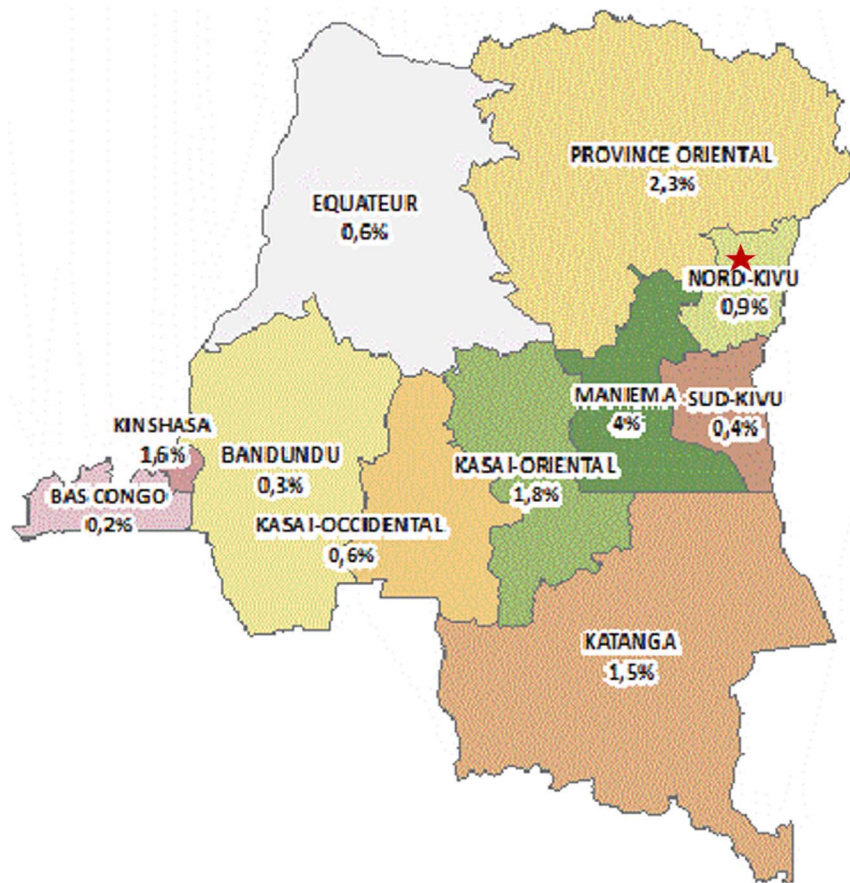 PROVINCE ORIENTAL
2,3%
EQUATEUR
0,6%
NORD-KIVU
0,9%
MANIEMA
4%
SUD-KIVU
0,4%
KINSHASA
1,6%
BANDUNDU
0,3%
KASAI-ORIENTAL
1,8%
BAS CONGO
0,2%
KASAI-OCCIDENTAL
0,6%
KATANGA
1,5%